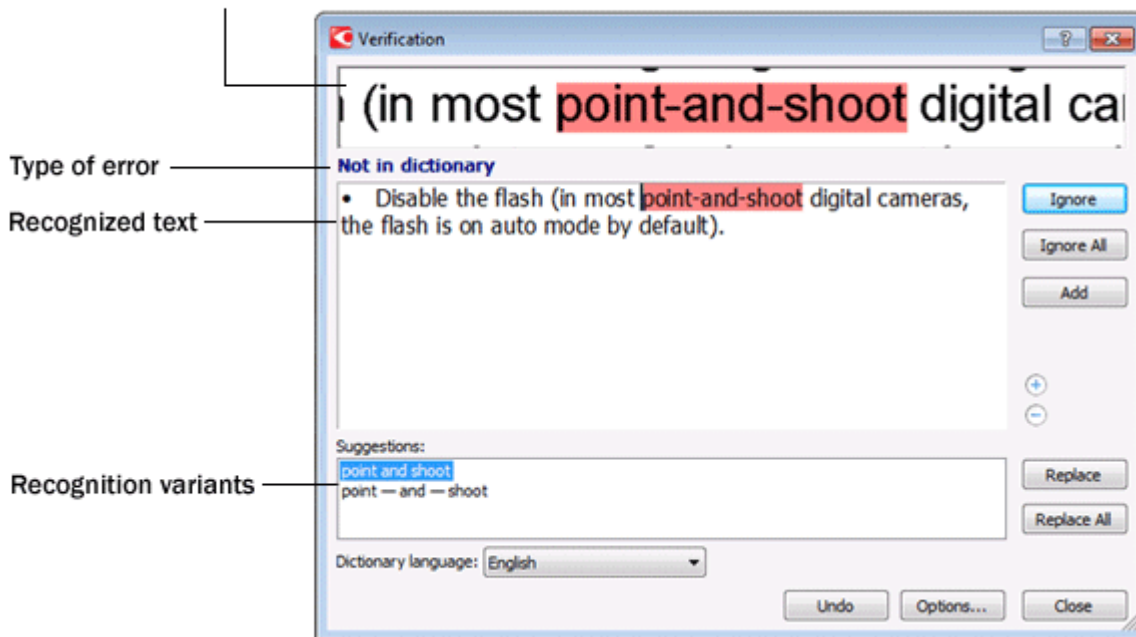 Verification
(in most point-and-shoot digital
Type of error
Not in dictionary
Recognized text
• Disable the flash (in most point-and-shoot digital cameras,
the flash is on auto mode by default).
Ignore
Ignore All
Add
Suggestions:
Recognition variants
point and shoot
point — and — shoot
Replace
Replace All
Dictionary language: English
Undo
Options...
Close